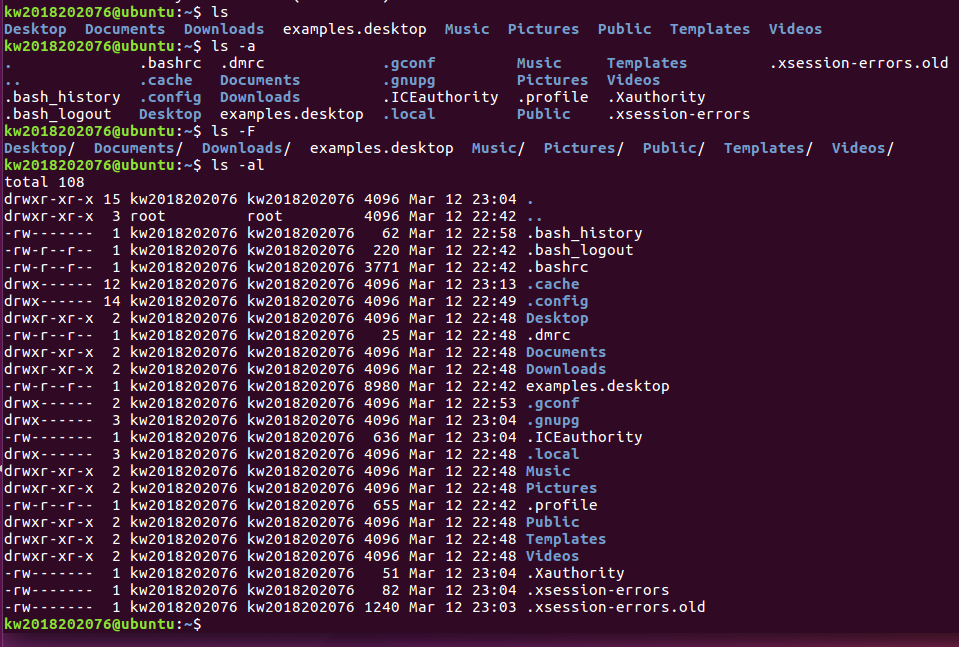 kw2018202076@ubuntu:~$ ls
Desktop  Documents  Downloads  examples.desktop  Music  Pictures  Public  Templates  Videos
kw2018202076@ubuntu:~$ ls -a
.              .bashrc  .dmrc             .gconf         Music     Templates         .xsession-errors.old
..             .cache   Documents         .gnupg         Pictures  Videos
.bash_history  .config  Downloads         .ICEauthority  .profile  .Xauthority
.bash_logout   Desktop  examples.desktop  .local         Public    .xsession-errors
kw2018202076@ubuntu:~$ ls -F
Desktop/  Documents/  Downloads/  examples.desktop  Music/  Pictures/  Public/  Templates/  Videos/
kw2018202076@ubuntu:~$ ls -al
total 108
drwxr-xr-x 15 kw2018202076 kw2018202076 4096 Mar 12 23:04 .
drwxr-xr-x  3 root         root         4096 Mar 12 22:42 ..
-rw-------  1 kw2018202076 kw2018202076   62 Mar 12 22:58 .bash_history
-rw-r--r--  1 kw2018202076 kw2018202076  220 Mar 12 22:42 .bash_logout
-rw-r--r--  1 kw2018202076 kw2018202076 3771 Mar 12 22:42 .bashrc
drwx------ 12 kw2018202076 kw2018202076 4096 Mar 12 23:13 .cache
drwx------ 14 kw2018202076 kw2018202076 4096 Mar 12 22:49 .config
drwxr-xr-x  2 kw2018202076 kw2018202076 4096 Mar 12 22:48 Desktop
-rw-r--r--  1 kw2018202076 kw2018202076   25 Mar 12 22:48 .dmrc
drwxr-xr-x  2 kw2018202076 kw2018202076 4096 Mar 12 22:48 Documents
drwxr-xr-x  2 kw2018202076 kw2018202076 4096 Mar 12 22:48 Downloads
-rw-r--r--  1 kw2018202076 kw2018202076 8980 Mar 12 22:42 examples.desktop
drwx------  2 kw2018202076 kw2018202076 4096 Mar 12 22:53 .gconf
drwx------  3 kw2018202076 kw2018202076 4096 Mar 12 23:04 .gnupg
-rw-------  1 kw2018202076 kw2018202076  636 Mar 12 23:04 .ICEauthority
drwx------  3 kw2018202076 kw2018202076 4096 Mar 12 22:48 .local
drwxr-xr-x  2 kw2018202076 kw2018202076 4096 Mar 12 22:48 Music
drwxr-xr-x  2 kw2018202076 kw2018202076 4096 Mar 12 22:48 Pictures
-rw-r--r--  1 kw2018202076 kw2018202076  655 Mar 12 22:42 .profile
drwxr-xr-x  2 kw2018202076 kw2018202076 4096 Mar 12 22:48 Public
drwxr-xr-x  2 kw2018202076 kw2018202076 4096 Mar 12 22:48 Templates
drwxr-xr-x  2 kw2018202076 kw2018202076 4096 Mar 12 22:48 Videos
-rw-------  1 kw2018202076 kw2018202076   51 Mar 12 23:04 .Xauthority
-rw-------  1 kw2018202076 kw2018202076   82 Mar 12 23:04 .xsession-errors
-rw-------  1 kw2018202076 kw2018202076 1240 Mar 12 23:03 .xsession-errors.old
kw2018202076@ubuntu:~$